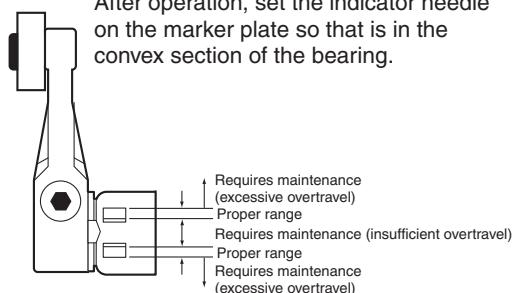 After operation, set the indicator needle
on the marker plate so that is in the
convex section of the bearing.
Requires maintenance
(excessive overtravel)
Proper range
Requires maintenance (insufficient overtravel)
Proper range
Requires maintenance
(excessive overtravel)